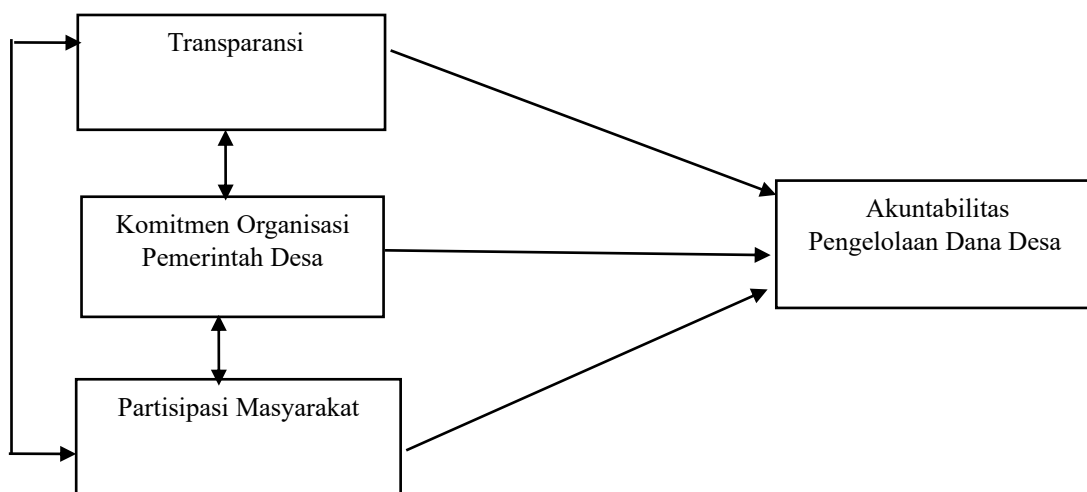 Transparansi
Komitmen Organisasi
Pemerintah Desa
Partisipasi Masyarakat
Akuntabilitas
Pengelolaan Dana Desa